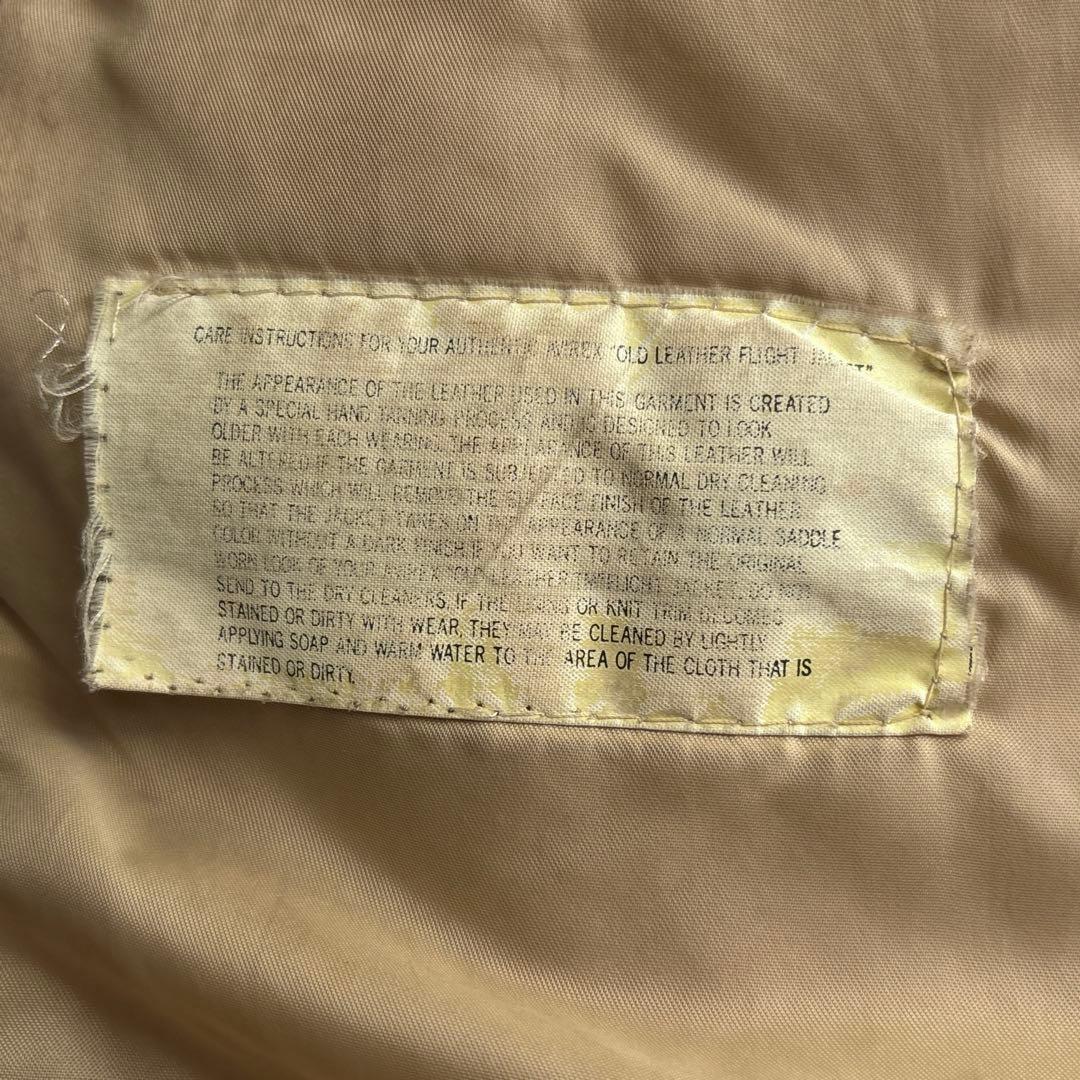 CARE INSTRUCTIONS FOR YOUR AUTHENTIC AVIREX "OLD LEATHER FLIGHT JACKET"
THE APPEARANCE OF THE LEATHER USED IN THIS GARMENT IS CREATED
BY A SPECIAL HAND TANNING PROCESS AND IS DESIGNED TO LOOK
OLDER WITH EACH WEARING. THE APPEARANCE OF THIS LEATHER WILL
BE ALTERED IF THE GARMENT IS SUBJECTED TO NORMAL DRY CLEANING
PROCESS WHICH WILL REMOVE THE SURFACE FINISH OF THE LEATHER
SO THAT THE JACKET TAKES ON THE APPEARANCE OF A NORMAL SADDLE
COLOR WITHOUT A DARK FINISH. IF YOU WANT TO RETAIN THE ORIGINAL
WORN LOOK OF YOUR AVIREX "OLD LEATHER FLIGHT JACKET" DO NOT
SEND TO THE DRY CLEANERS. IF THE LINING OR KNIT TRIM BECOMES
STAINED OR DIRTY WITH WEAR, THEY MAY BE CLEANED BY LIGHTLY
APPLYING SOAP AND WARM WATER TO THE AREA OF THE CLOTH THAT IS
STAINED OR DIRTY.